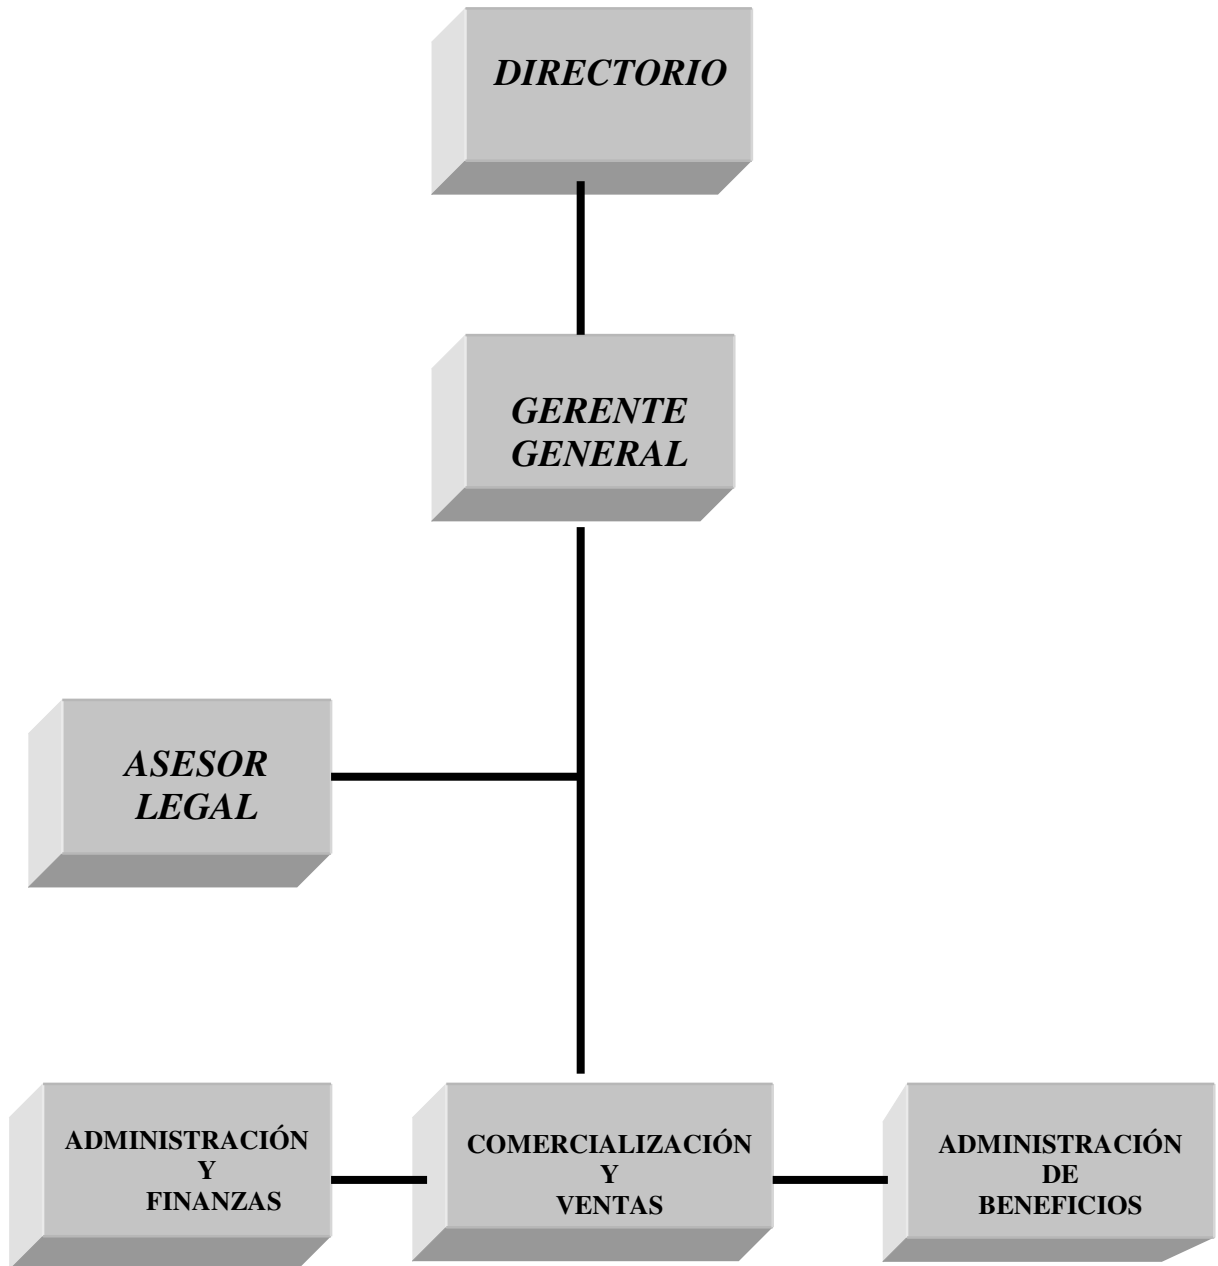 DIRECTORIO
GERENTE
GENERAL
ASESOR
LEGAL
ADMINISTRACIÓN
Y
FINANZAS
COMERCIALIZACIÓN
Y
VENTAS
ADMINISTRACIÓN
DE
BENEFICIOS